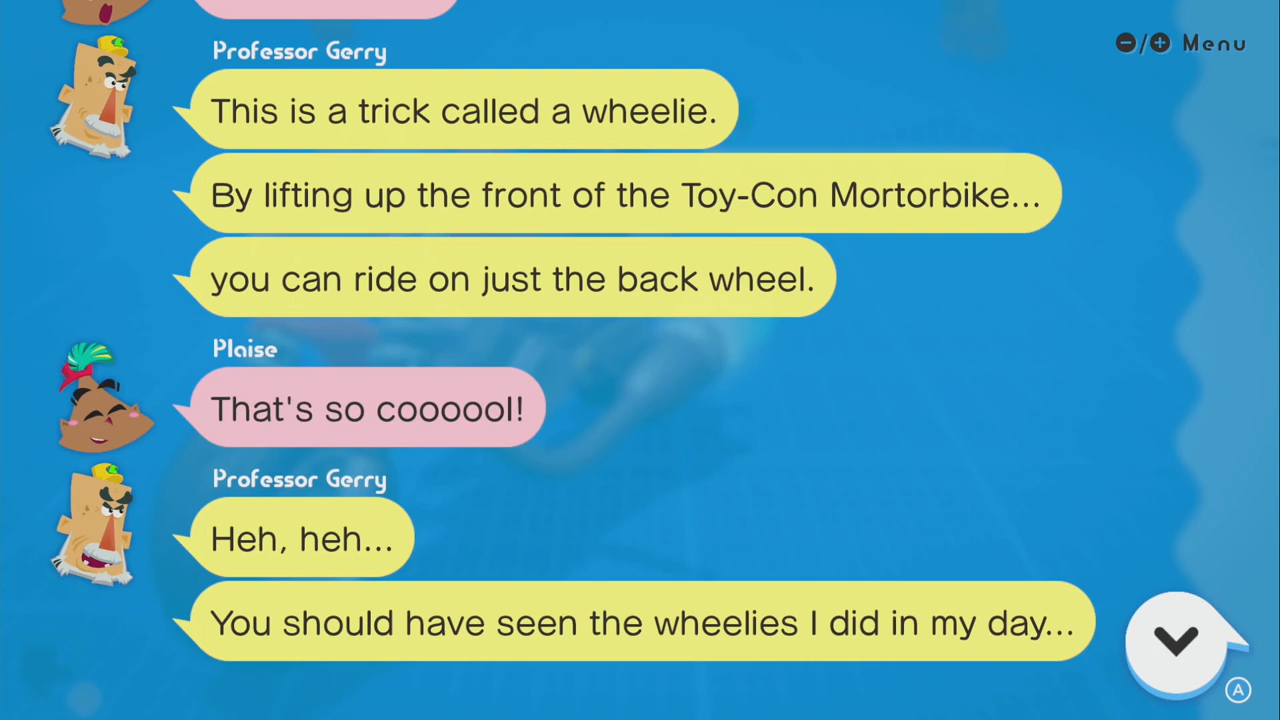 Professor Gerry
⊖/⊕ Menu
This is a trick called a wheelie.
By lifting up the front of the Toy-Con Mortorbike...
you can ride on just the back wheel.
Plaise
That's so coooool!
Professor Gerry
Heh, heh...
You should have seen the wheelies I did in my day...
A